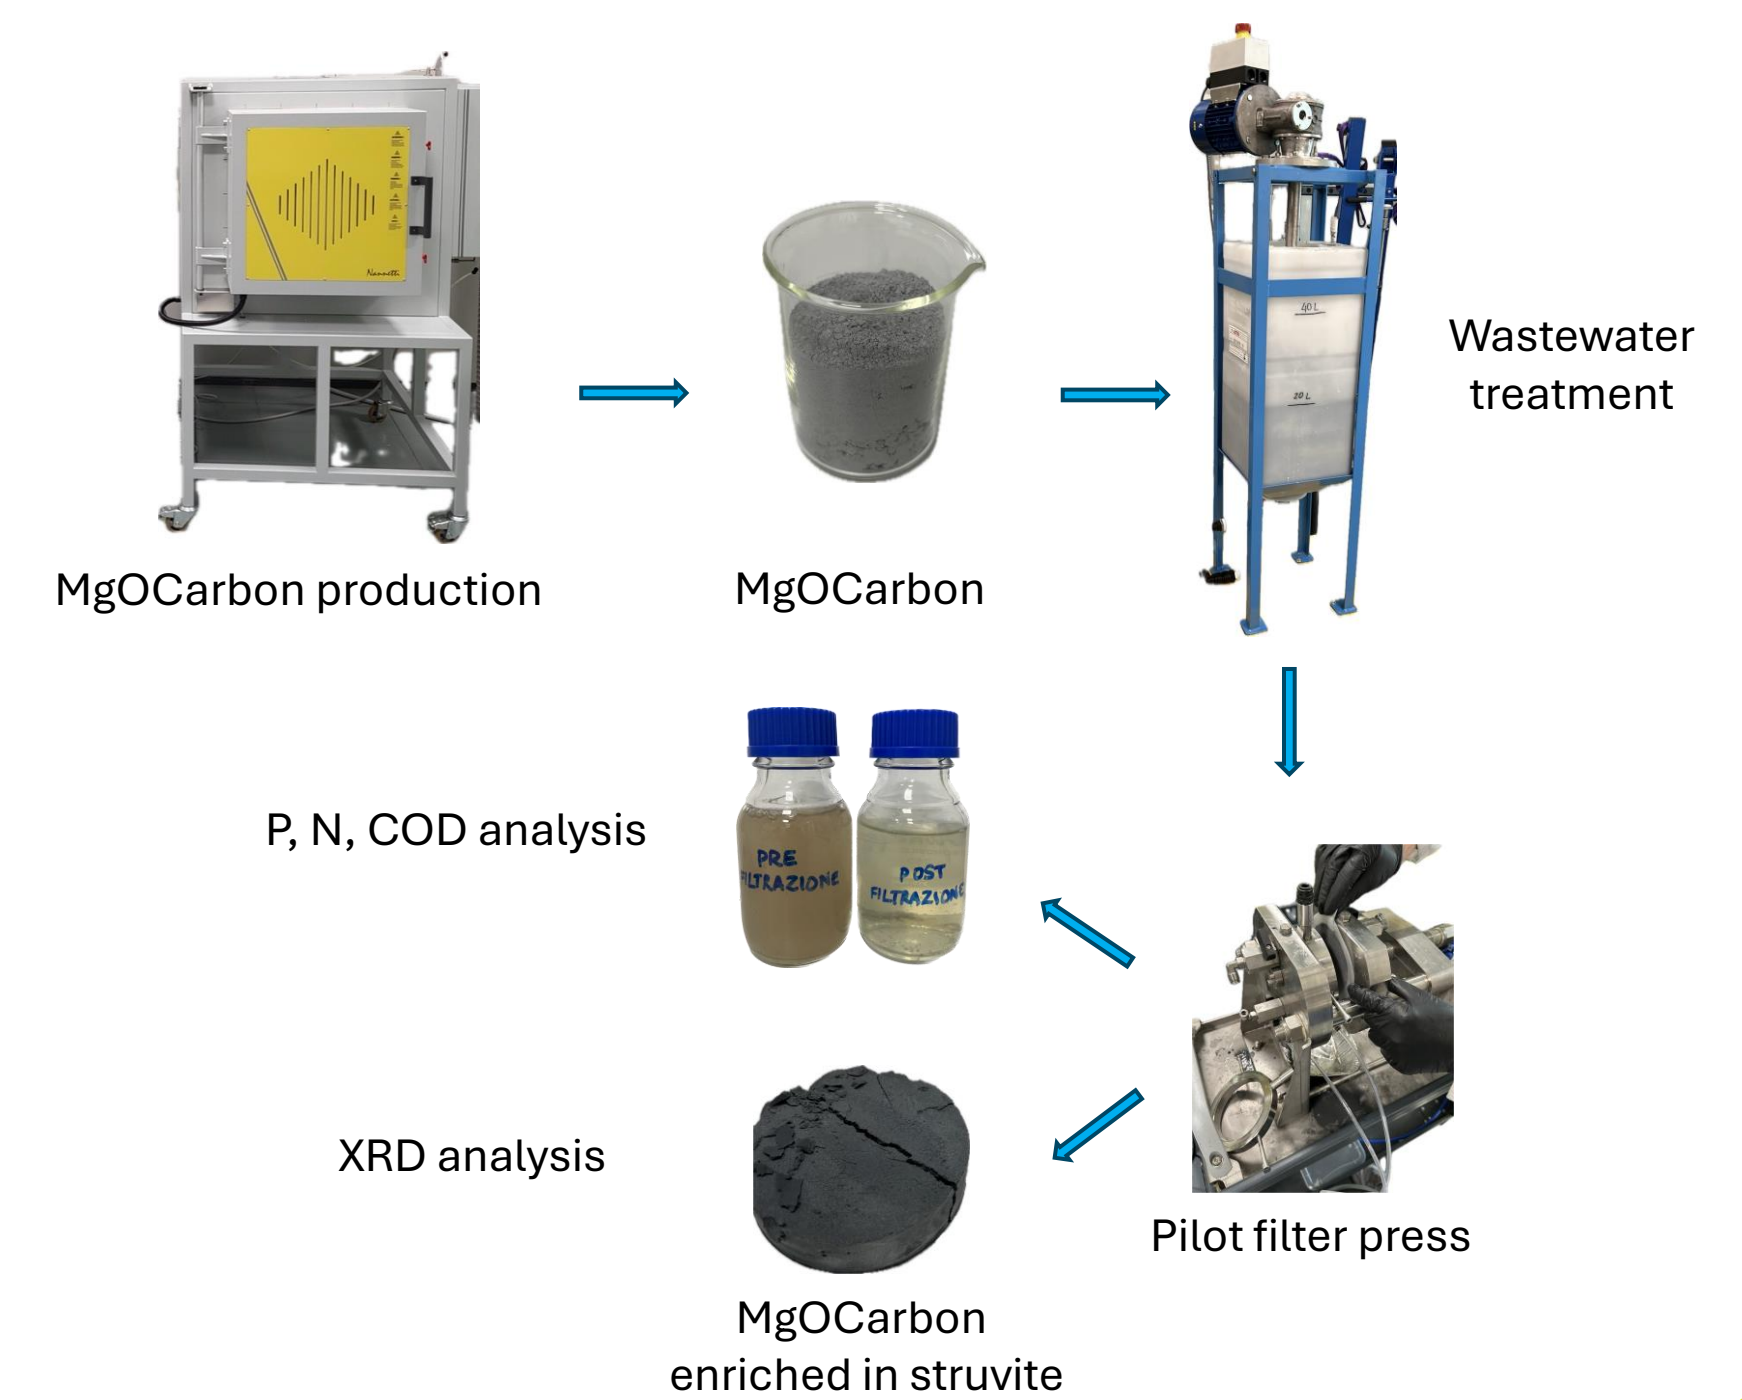 Nannetti
40 L
20 L
Wastewater
treatment
MgOCarbon production
MgOCarbon
P, N, COD analysis
PRE
FILTRAZIONE
POST
FILTRAZIONE
XRD analysis
Pilot filter press
MgOCarbon
enriched in struvite